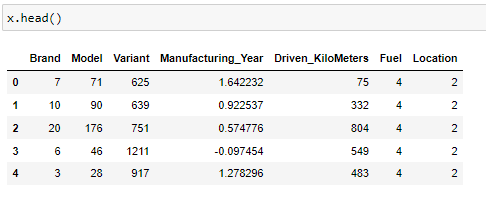 x.head()
Brand Model Variant Manufacturing_Year Driven_KiloMeters Fuel Location
0 7 71 625 1.642232 75 4 2
1 10 90 639 0.922537 332 4 2
2 20 176 751 0.574776 804 4 2
3 6 46 1211 -0.097454 549 4 2
4 3 28 917 1.278296 483 4 2